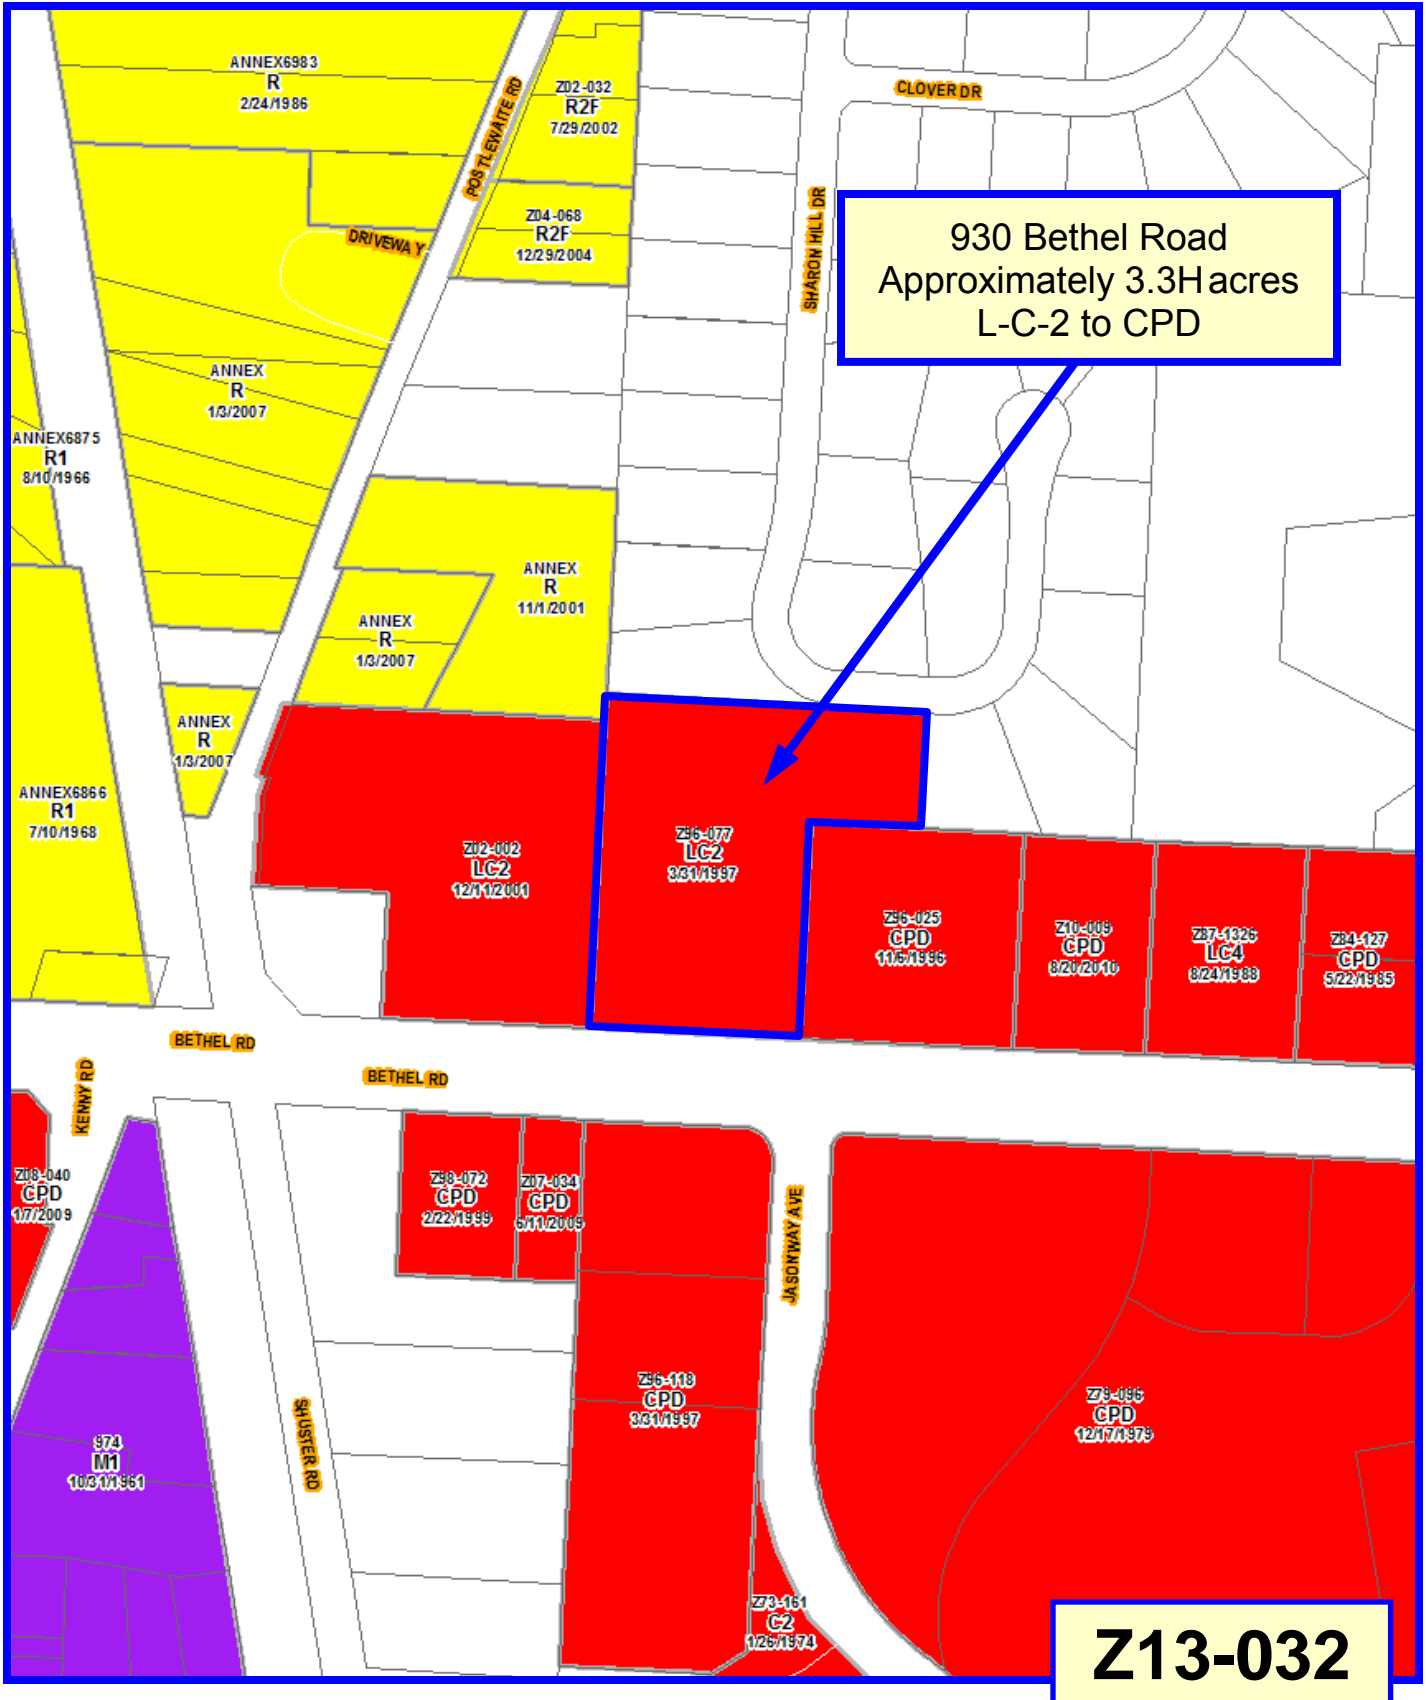 ANNEX6983
R
2/24/1986
Z02-032
R2F
7/29/2002
CLOVER DR
POSTLEWAITE RD
Z04-068
R2F
12/29/2004
DRIVEWAY
SHARON HILL DR
930 Bethel Road
Approximately 3.3H acres
L-C-2 to CPD
ANNEX
R
1/3/2007
ANNEX6875
R1
8/10/1966
ANNEX
R
11/1/2001
ANNEX
R
1/3/2007
ANNEX
R
1/3/2007
ANNEX6866
R1
7/10/1968
Z02-002
LC2
12/11/2001
Z96-077
LC2
3/31/1997
Z96-025
CPD
11/6/1996
Z10-009
CPD
8/20/2010
Z87-1326
LC4
8/24/1988
Z84-127
CPD
5/22/1985
BETHEL RD
BETHEL RD
KENNY RD
Z08-040
CPD
1/7/2009
Z98-072
CPD
2/22/1999
Z07-034
CPD
6/11/2009
JASONWAY AVE
Z96-118
CPD
3/31/1997
Z79-096
CPD
12/17/1979
SHUSTER RD
974
M1
10/31/1961
Z73-161
C2
1/26/1974
Z13-032